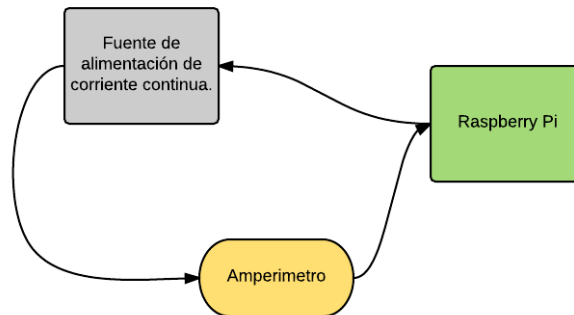 Fuente de
alimentación de
corriente continua.
Raspberry Pi
Amperimetro